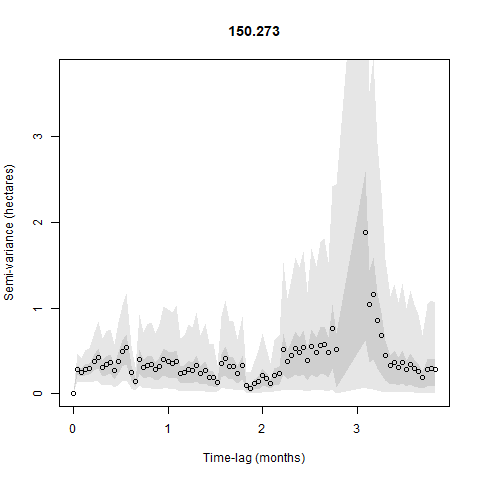 150.273
Semi-variance (hectares)
3
2
1
0
0 1 2 3
Time-lag (months)